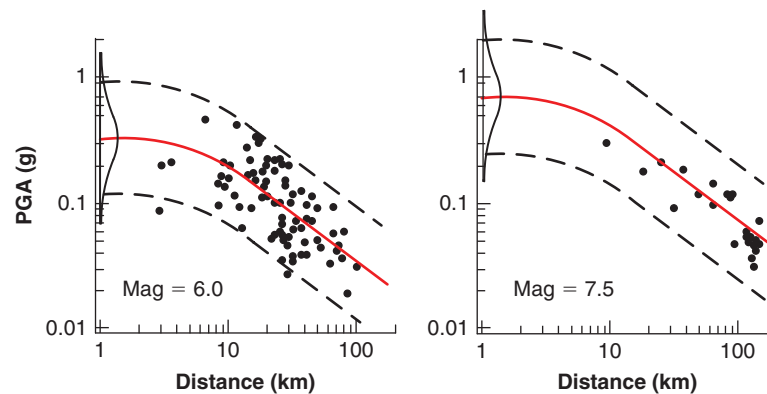 PGA (g)
1
0.1
0.01
Mag = 6.0
1 10 100
Distance (km)
1
0.1
0.01
Mag = 7.5
1 10 100
Distance (km)